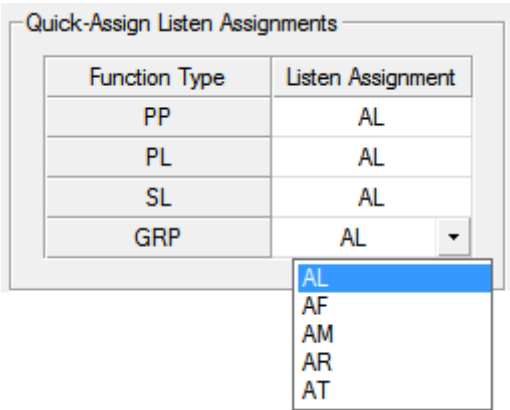 Quick-Assign Listen Assignments
Function Type Listen Assignment
PP AL
PL AL
SL AL
GRP AL
AL
AF
AM
AR
AT